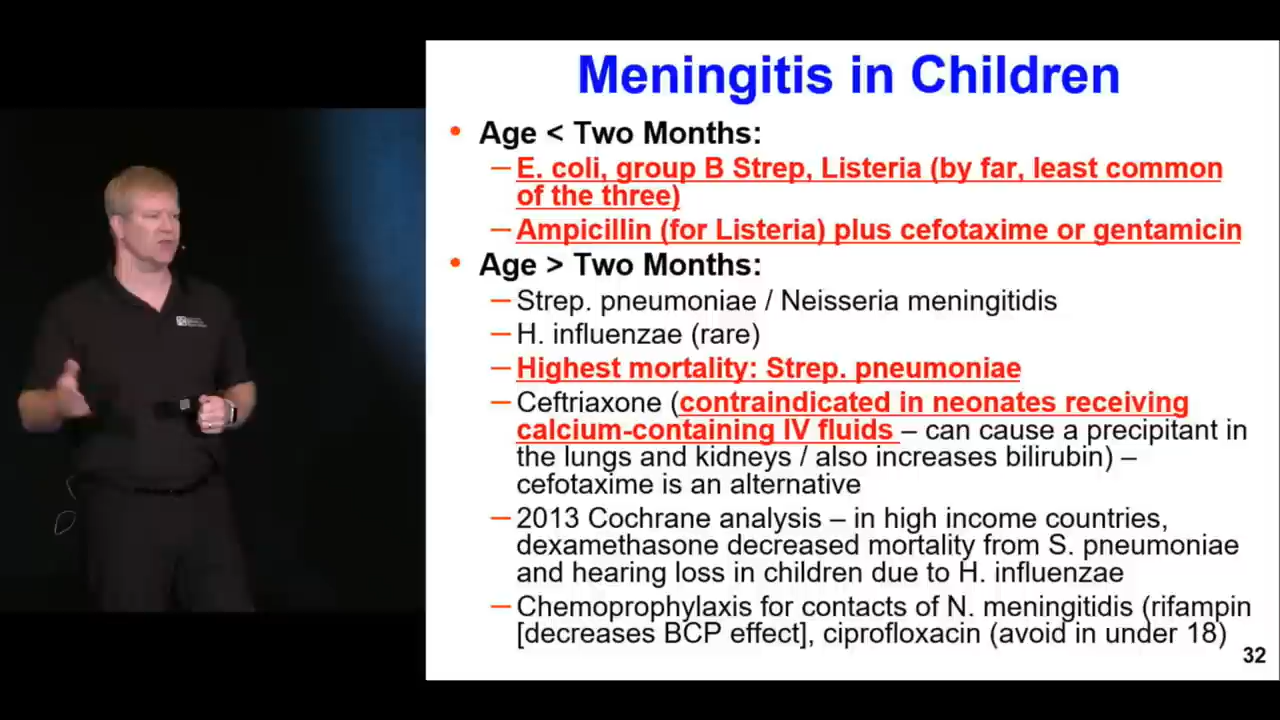 Meningitis in Children
• Age < Two Months:
– E. coli, group B Strep, Listeria (by far, least common
of the three)
– Ampicillin (for Listeria) plus cefotaxime or gentamicin
• Age > Two Months:
– Strep. pneumoniae / Neisseria meningitidis
– H. influenzae (rare)
– Highest mortality: Strep. pneumoniae
– Ceftriaxone (contraindicated in neonates receiving
calcium-containing IV fluids – can cause a precipitant in
the lungs and kidneys / also increases bilirubin) –
cefotaxime is an alternative
– 2013 Cochrane analysis – in high income countries,
dexamethasone decreased mortality from S. pneumoniae
and hearing loss in children due to H. influenzae
– Chemoprophylaxis for contacts of N. meningitidis (rifampin
[decreases BCP effect], ciprofloxacin (avoid in under 18)
32